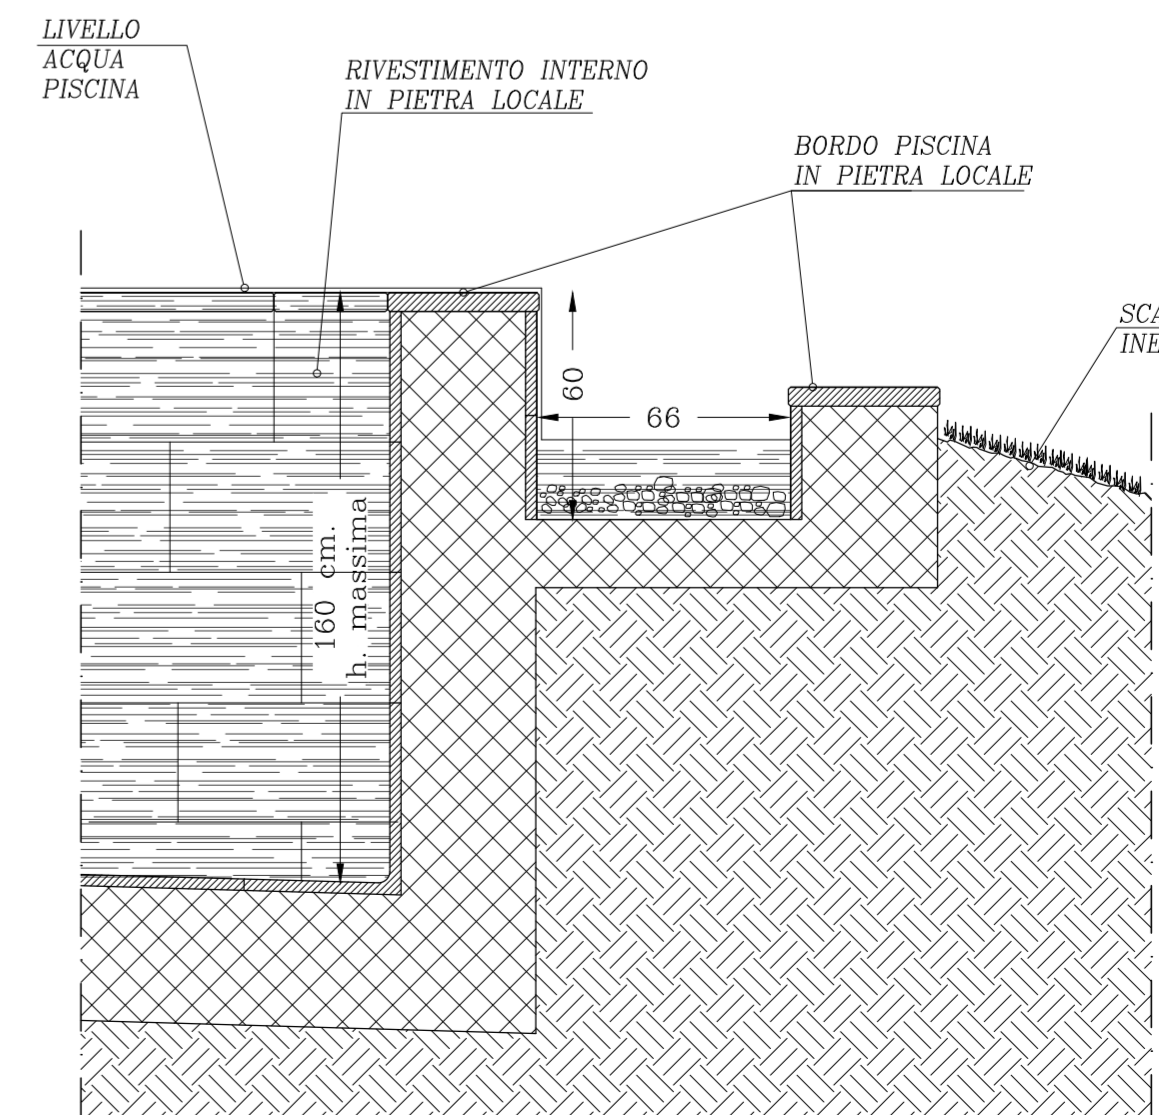 LIVELLO
ACQUA
PISCINA
RIVESTIMENTO INTERNO
IN PIETRA LOCALE
BORDO PISCINA
IN PIETRA LOCALE
60
66
160 cm.
h. massima